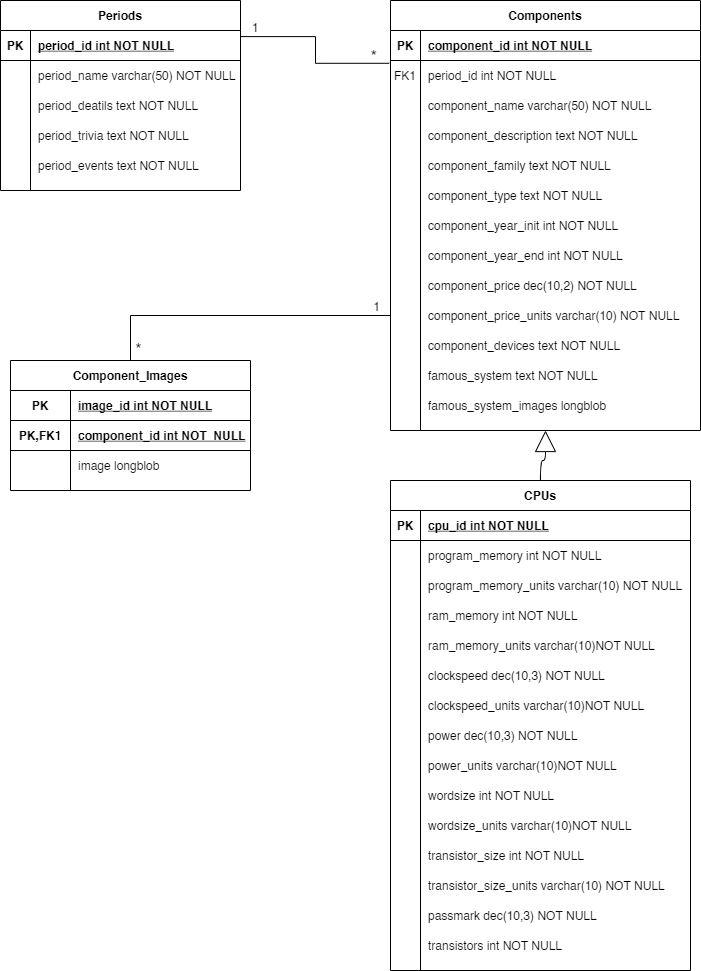 Periods
PK period_id int NOT NULL
period_name varchar(50) NOT NULL
period_deatils text NOT NULL
period_trivia text NOT NULL
period_events text NOT NULL
1
*
Components
PK component_id int NOT NULL
FK1 period_id int NOT NULL
component_name varchar(50) NOT NULL
component_description text NOT NULL
component_family text NOT NULL
component_type text NOT NULL
component_year_init int NOT NULL
component_year_end int NOT NULL
component_price dec(10,2) NOT NULL
component_price_units varchar(10) NOT NULL
component_devices text NOT NULL
famous_system text NOT NULL
famous_system_images longblob
1
*
Component_Images
PK image_id int NOT NULL
PK,FK1 component_id int NOT NULL
image longblob
CPUs
PK cpu_id int NOT NULL
program_memory int NOT NULL
program_memory_units varchar(10) NOT NULL
ram_memory int NOT NULL
ram_memory_units varchar(10)NOT NULL
clockspeed dec(10,3) NOT NULL
clockspeed_units varchar(10)NOT NULL
power dec(10,3) NOT NULL
power_units varchar(10)NOT NULL
wordsize int NOT NULL
wordsize_units varchar(10)NOT NULL
transistor_size int NOT NULL
transistor_size_units varchar(10) NOT NULL
passmark dec(10,3) NOT NULL
transistors int NOT NULL